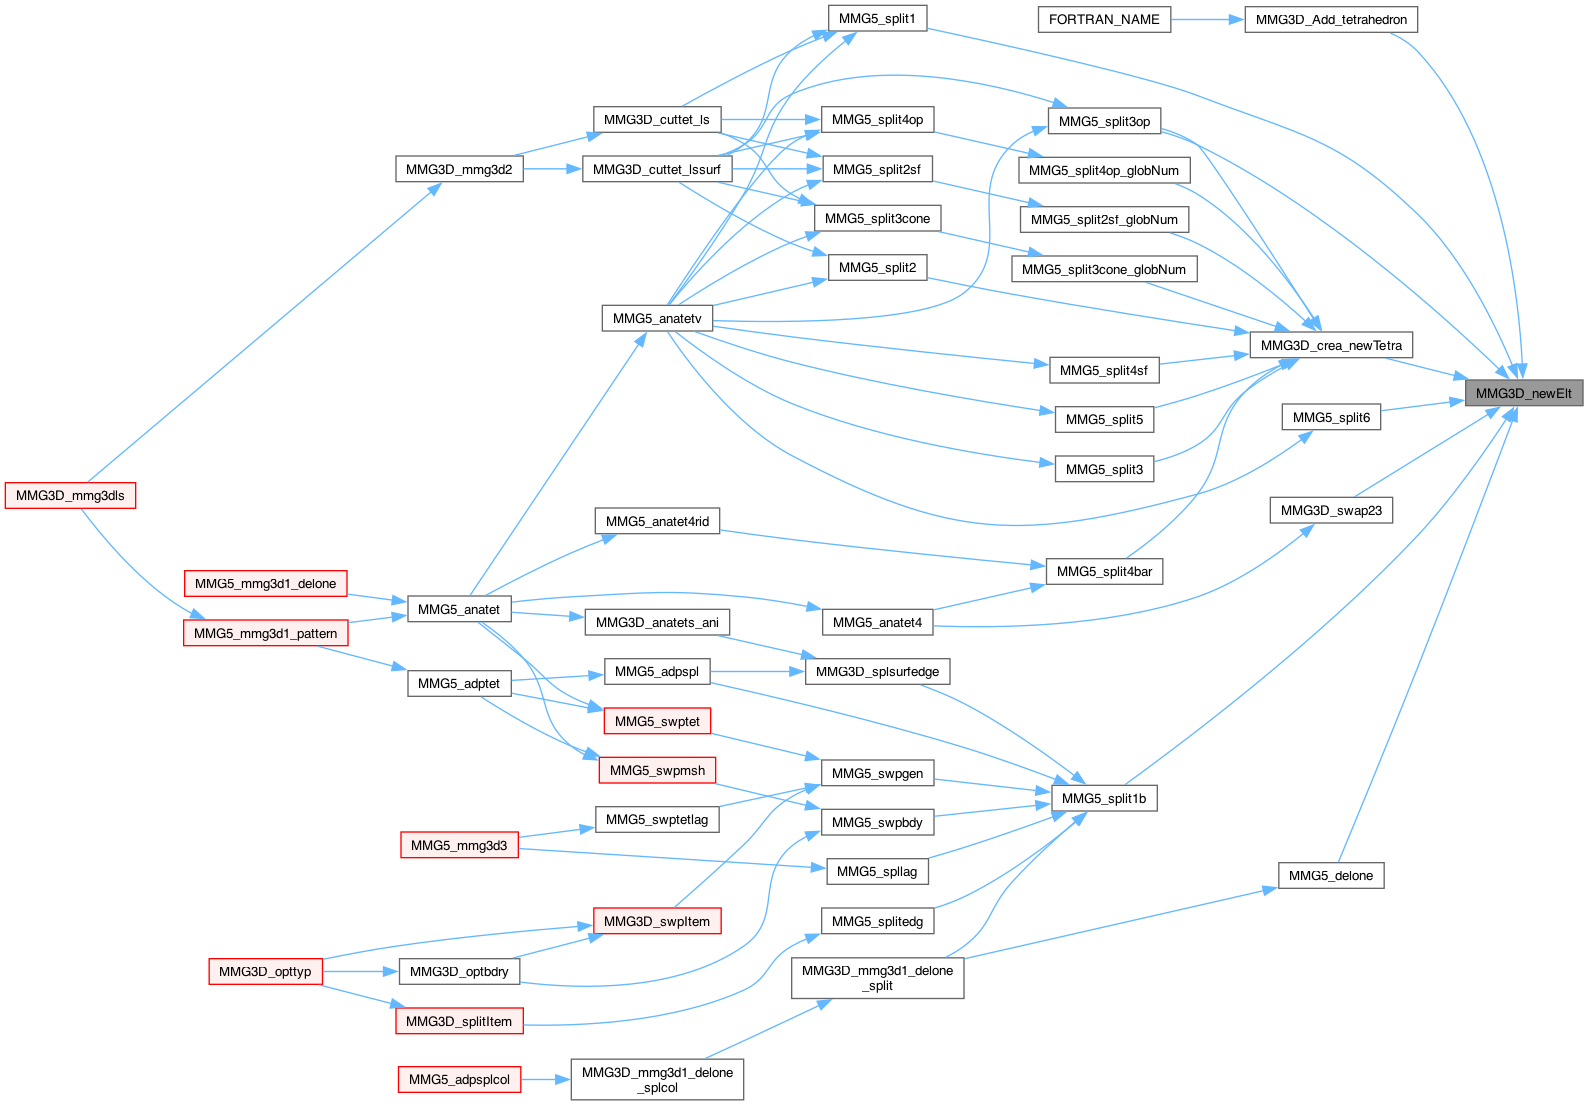 MMG5_split1
FORTRAN_NAME
MMG3D_Add_tetrahedron
MMG3D_cuttet_ls
MMG5_split4op
MMG5_split3op
MMG3D_mmg3d2
MMG3D_cuttet_lssurf
MMG5_split2sf
MMG5_split4op_globNum
MMG5_split3cone
MMG5_split2sf_globNum
MMG5_split2
MMG5_split3cone_globNum
MMG5_anatetv
MMG3D_crea_newTetra
MMG5_split4sf
MMG3D_newElt
MMG5_split5
MMG5_split6
MMG5_split3
MMG3D_mmg3dls
MMG3D_swap23
MMG5_anatet4rid
MMG5_split4bar
MMG5_mmg3d1_delone
MMG5_anatet
MMG5_mmg3d1_pattern
MMG3D_anatets_ani
MMG5_anatet4
MMG5_adptet
MMG5_adpspl
MMG3D_splsurfedge
MMG5_swptet
MMG5_swpmsh
MMG5_swpgen
MMG5_split1b
MMG5_swptetlag
MMG5_swpbdy
MMG5_mmg3d3
MMG5_spllag
MMG5_delone
MMG3D_swpItem
MMG5_splitedg
MMG3D_opttyp
MMG3D_optbdry
MMG3D_mmg3d1_delone
_split
MMG3D_splitItem
MMG5_adpsplcol
MMG3D_mmg3d1_delone
_splcol